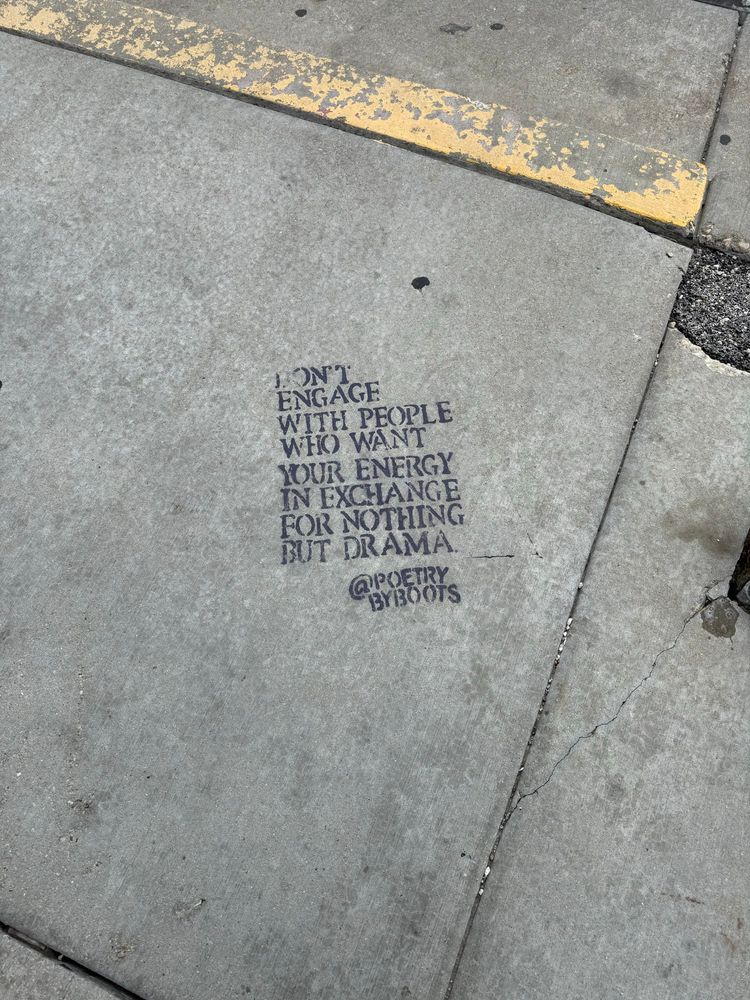 DON'T
ENGAGE
WITH PEOPLE
WHO WANT
YOUR ENERGY
IN EXCHANGE
FOR NOTHING
BUT DRAMA.
@POETRY
BYBOOTS